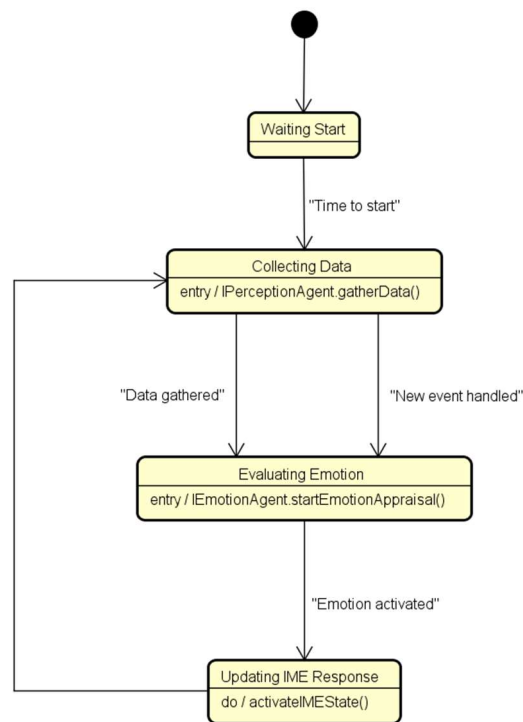 Waiting Start
"Time to start"
Collecting Data
entry / IPerceptionAgent.gatherData()
"Data gathered"
"New event handled"
Evaluating Emotion
entry / IEmotionAgent.startEmotionAppraisal()
"Emotion activated"
Updating IME Response
do / activateIMEState()